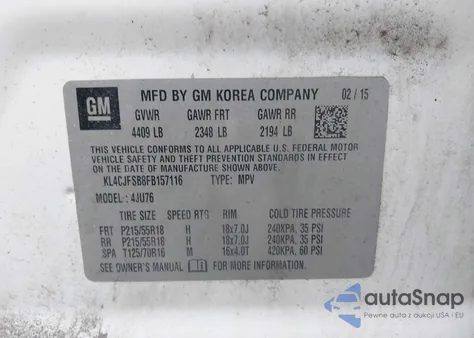 GM
MFD BY GM KOREA COMPANY 02 / 15
GVWR GAWR FRT GAWR RR
4409 LB 2348 LB 2194 LB
THIS VEHICLE CONFORMS TO ALL APPLICABLE U.S. FEDERAL MOTOR
VEHICLE SAFETY, BUMPER, AND THEFT PREVENTION STANDARDS IN
EFFECT ON THE DATE OF MANUFACTURE SHOWN ABOVE.
KL4CJFSB8FB157116 TYPE: MPV
MODEL: 4JU76
TIRE SIZE SPEED RTG RIM COLD TIRE PRESSURE
FRT P215/55R18 H 18x7.0J 240KPA, 35 PSI
RR P215/55R18 H 18x7.0J 240KPA, 35 PSI
SPA T125/70R16 M 16x4.0T 420KPA, 60 PSI
SEE OWNER'S MANUAL FOR MORE INFORMATION
autoSnap
Pewne auta z dostępem do aukcji USA i EU